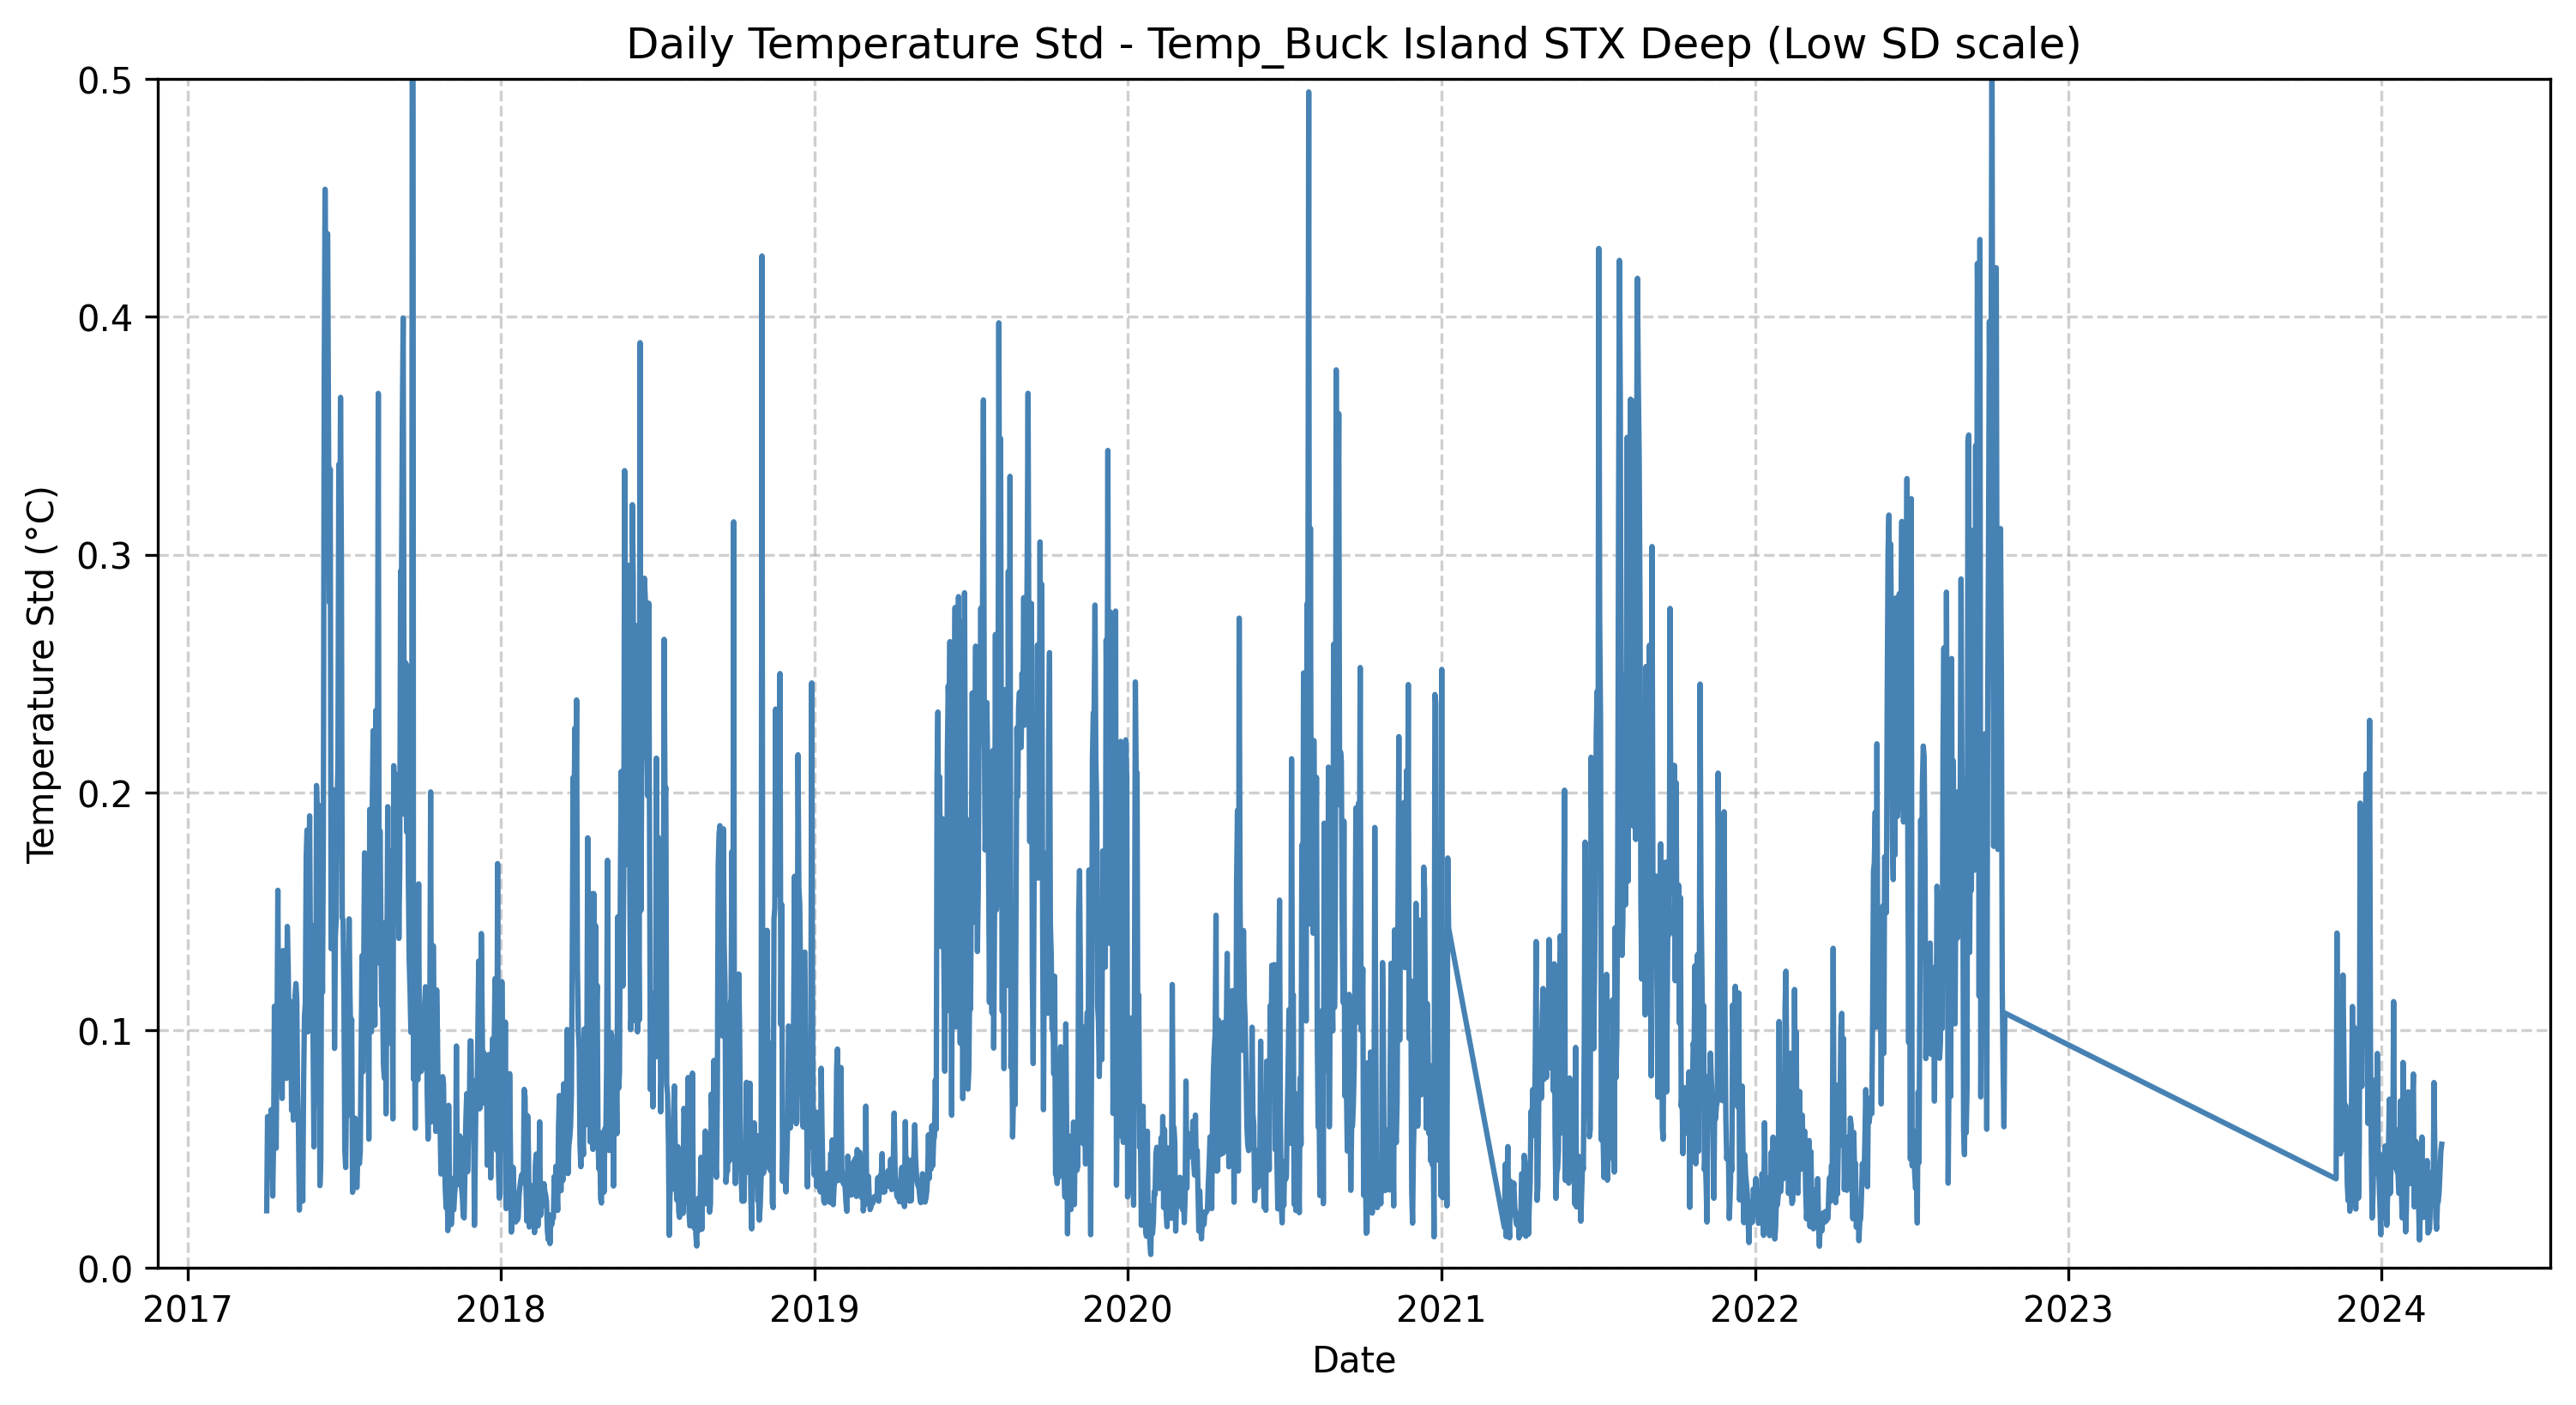 Daily Temperature Std - Temp_Buck Island STX Deep (Low SD scale)
Temperature Std (°C)
0.5
0.4
0.3
0.2
0.1
0.0
2017 2018 2019 2020 2021 2022 2023 2024
Date